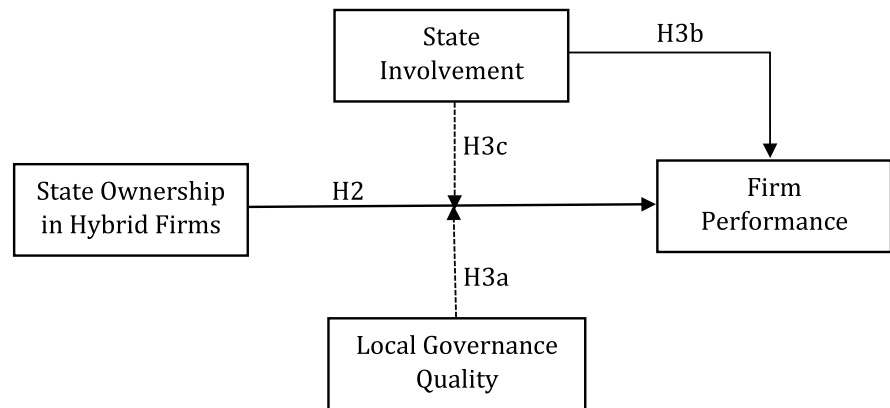 State
Involvement
H3b
H3c
State Ownership
in Hybrid Firms
H2
Firm
Performance
H3a
Local Governance
Quality